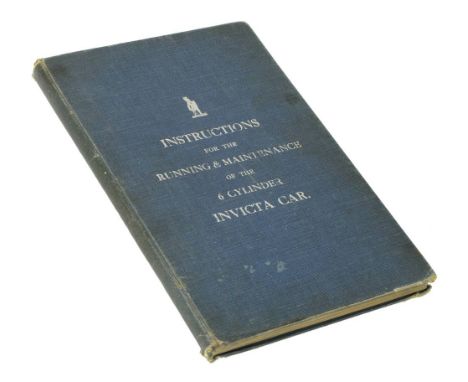 INSTRUCTIONS
FOR THE
RUNNING & MAINTENANCE
OF THE
6 CYLINDER
INVICTA CAR.